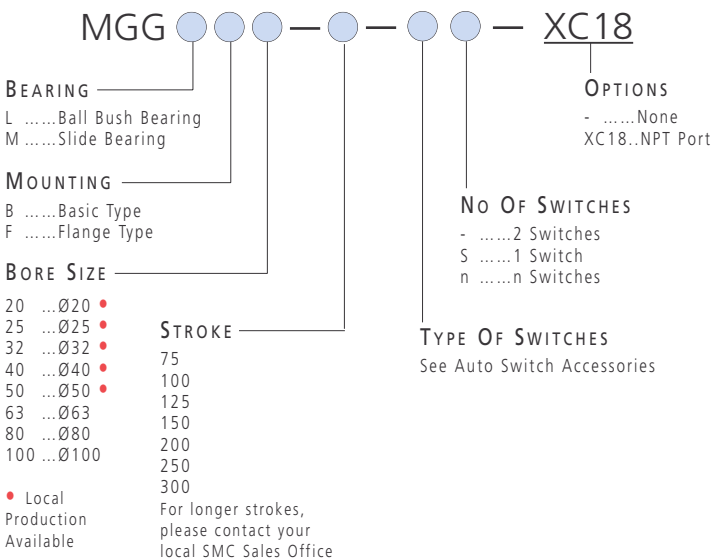 MGG — — — XC18
BEARING
L ......Ball Bush Bearing
M ......Slide Bearing
MOUNTING
B ......Basic Type
F ......Flange Type
BORE SIZE
20 ...Ø20 •
25 ...Ø25 •
32 ...Ø32 •
40 ...Ø40 •
50 ...Ø50 •
63 ...Ø63
80 ...Ø80
100 ...Ø100
• Local
Production
Available
STROKE
75
100
125
150
200
250
300
For longer strokes,
please contact your
local SMC Sales Office
TYPE OF SWITCHES
See Auto Switch Accessories
NO OF SWITCHES
- ......2 Switches
S ......1 Switch
n ......n Switches
OPTIONS
- ......None
XC18..NPT Port